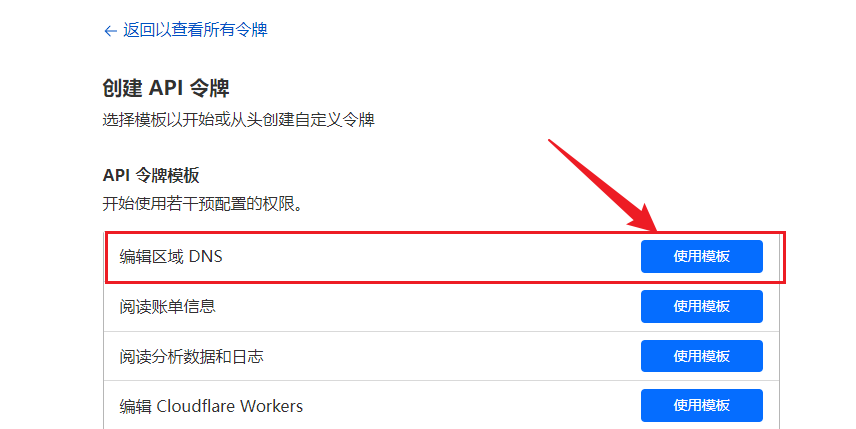 ← 返回以查看所有令牌
创建 API 令牌
选择模板以开始或从头创建自定义令牌
API 令牌模板
开始使用若干预配置的权限。
编辑区域 DNS 使用模板
阅读账单信息 使用模板
阅读分析数据和日志 使用模板
编辑 Cloudflare Workers 使用模板